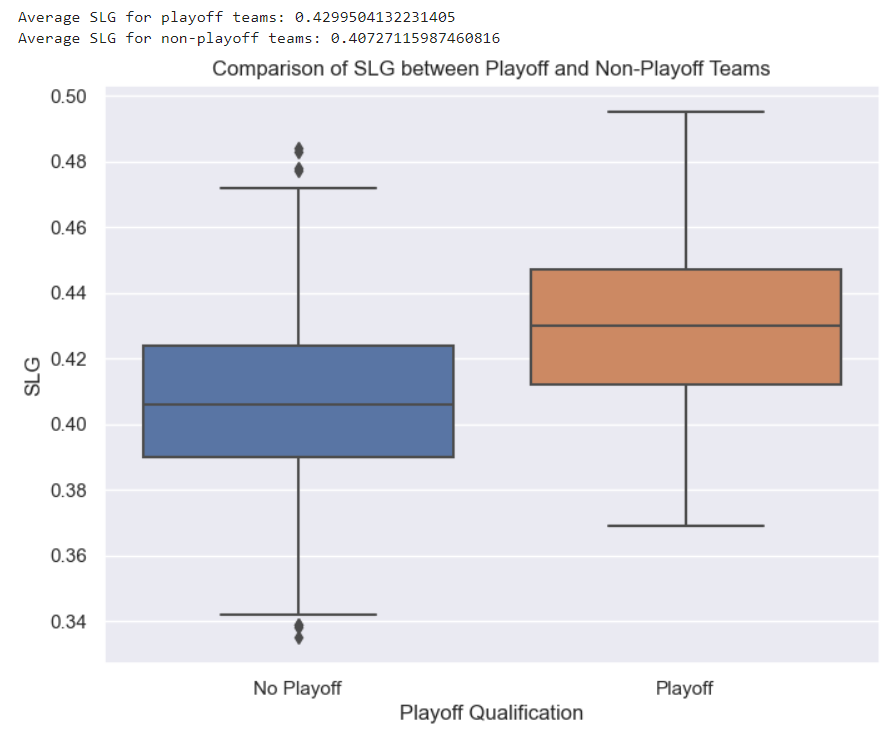 Average SLG for playoff teams: 0.4299504132231405
Average SLG for non-playoff teams: 0.40727115987460816
Comparison of SLG between Playoff and Non-Playoff Teams
0.50
0.48
0.46
0.44
0.42
0.40
0.38
0.36
0.34
SLG
No Playoff
Playoff
Playoff Qualification